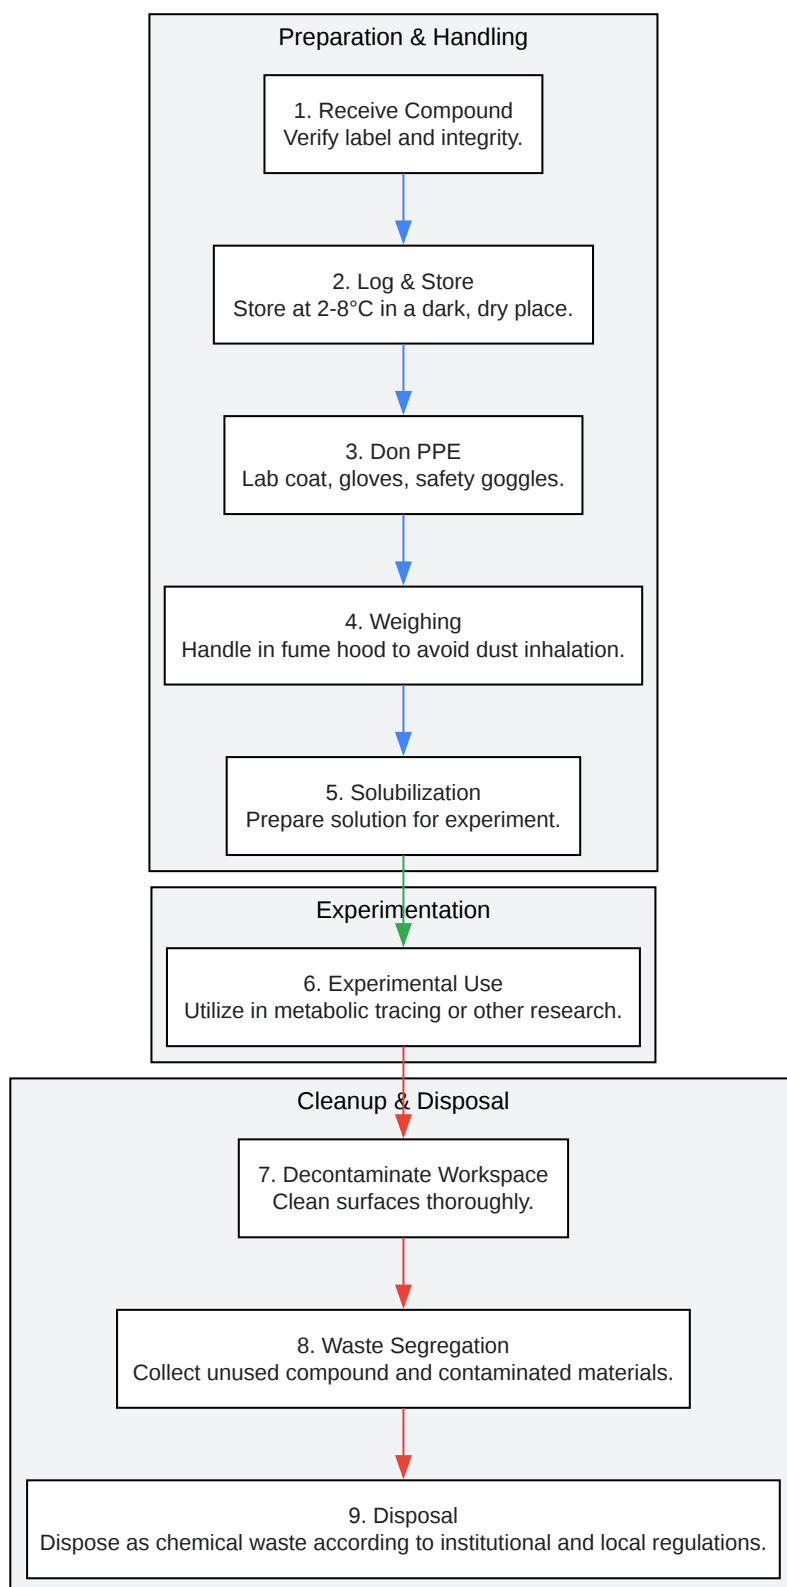 Preparation & Handling
1. Receive Compound
Verify label and integrity.
2. Log & Store
Store at 2-8°C in a dark, dry place.
3. Don PPE
Lab coat, gloves, safety goggles.
4. Weighing
Handle in fume hood to avoid dust inhalation.
5. Solubilization
Prepare solution for experiment.
Experimentation
6. Experimental Use
Utilize in metabolic tracing or other research.
Cleanup & Disposal
7. Decontaminate Workspace
Clean surfaces thoroughly.
8. Waste Segregation
Collect unused compound and contaminated materials.
9. Disposal
Dispose as chemical waste according to institutional and local regulations.